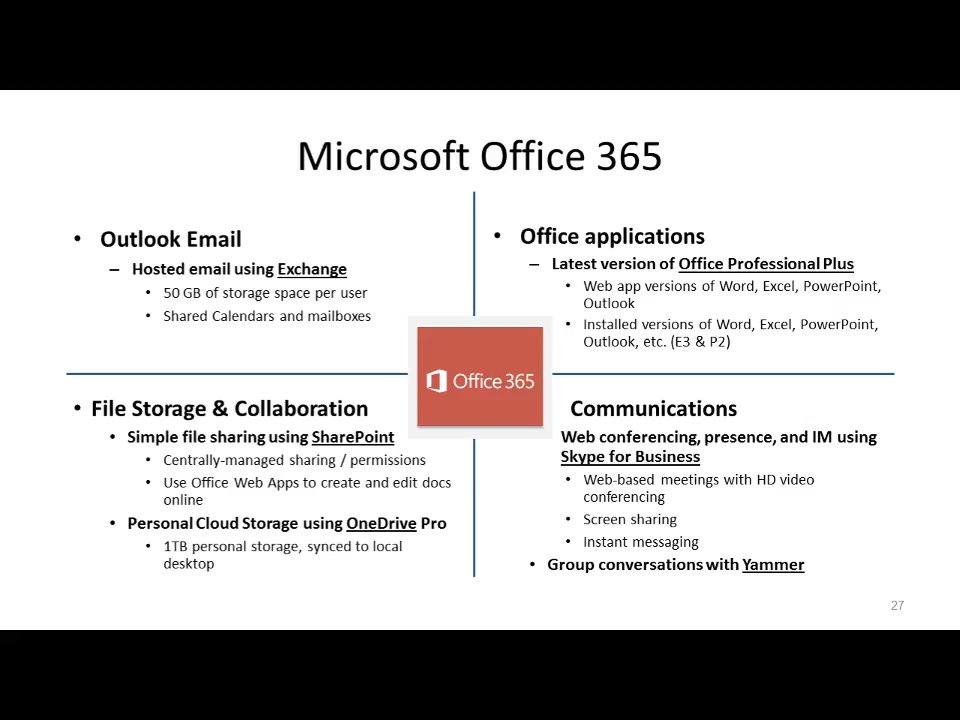 Microsoft Office 365
• Outlook Email
– Hosted email using Exchange
• 50 GB of storage space per user
• Shared Calendars and mailboxes
• Office applications
– Latest version of Office Professional Plus
• Web app versions of Word, Excel, PowerPoint,
Outlook
• Installed versions of Word, Excel, PowerPoint,
Outlook, etc. (E3 & P2)
Office 365
• File Storage & Collaboration
• Simple file sharing using SharePoint
• Centrally-managed sharing / permissions
• Use Office Web Apps to create and edit docs
online
• Personal Cloud Storage using OneDrive Pro
• 1TB personal storage, synced to local
desktop
Communications
Web conferencing, presence, and IM using
Skype for Business
• Web-based meetings with HD video
conferencing
• Screen sharing
• Instant messaging
• Group conversations with Yammer
27